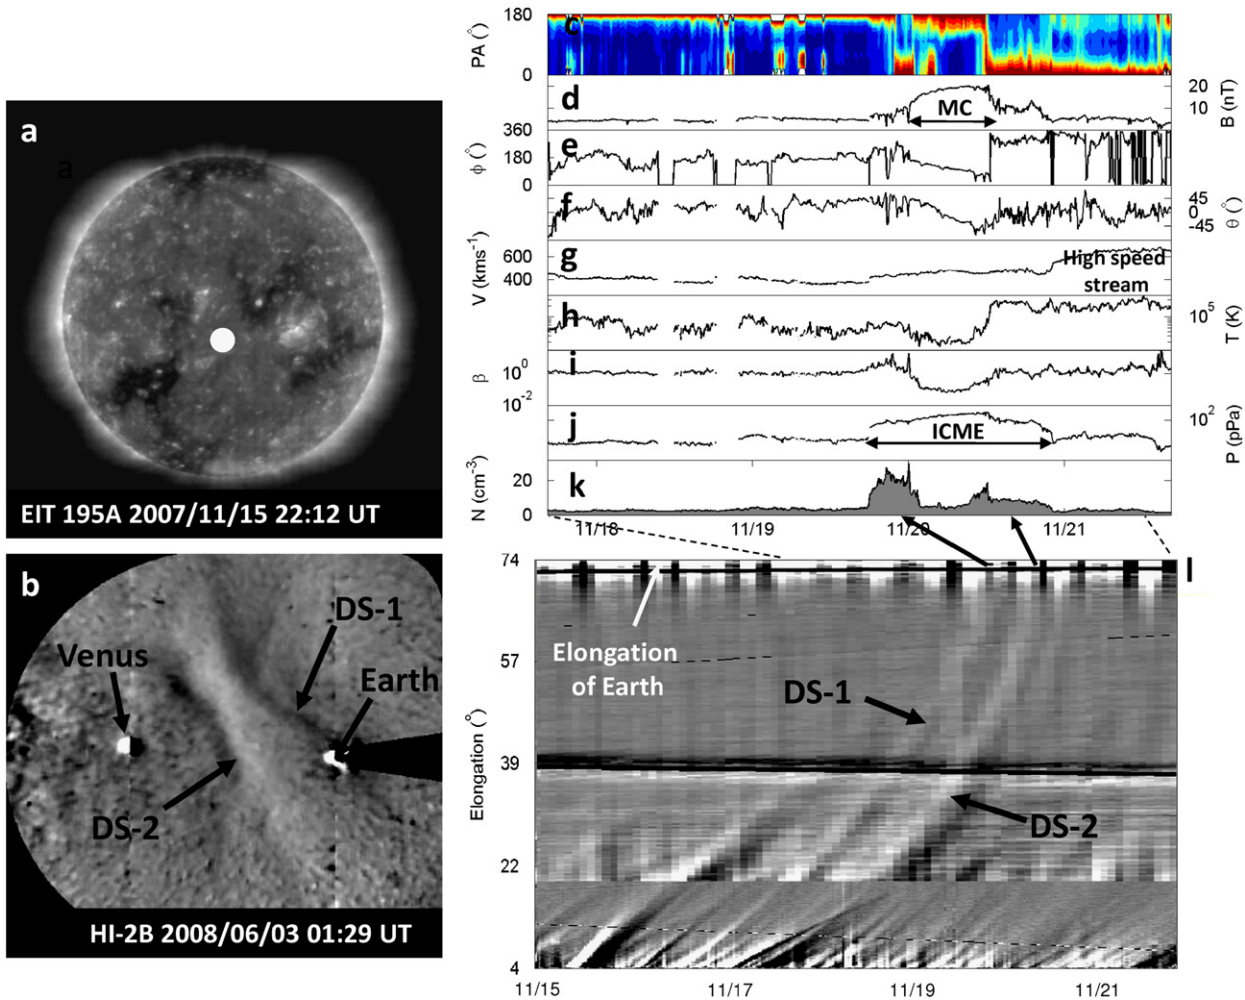 a
a
EIT 195A 2007/11/15 22:12 UT
b
DS-1
Venus
Earth
DS-2
HI-2B 2008/06/03 01:29 UT
180
PA (°)
0
c
d
MC
20
10
B (nT)
360
180
0
ϕ (°)
e
f
45
0
-45
θ (°)
600
400
V (kms⁻¹)
g
High speed
stream
h
10⁵
T (K)
i
10⁰
10⁻²
β
j
ICME
10²
P (pPa)
k
20
0
N (cm⁻³)
11/18
11/19
11/20
11/21
74
57
39
22
4
Elongation (°)
l
Elongation
of Earth
DS-1
DS-2
11/15
11/17
11/19
11/21